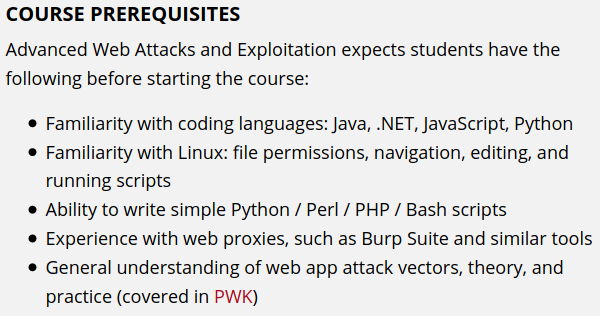 COURSE PREREQUISITES
Advanced Web Attacks and Exploitation expects students have the
following before starting the course:
• Familiarity with coding languages: Java, .NET, JavaScript, Python
• Familiarity with Linux: file permissions, navigation, editing, and
running scripts
• Ability to write simple Python / Perl / PHP / Bash scripts
• Experience with web proxies, such as Burp Suite and similar tools
• General understanding of web app attack vectors, theory, and
practice (covered in PWK)